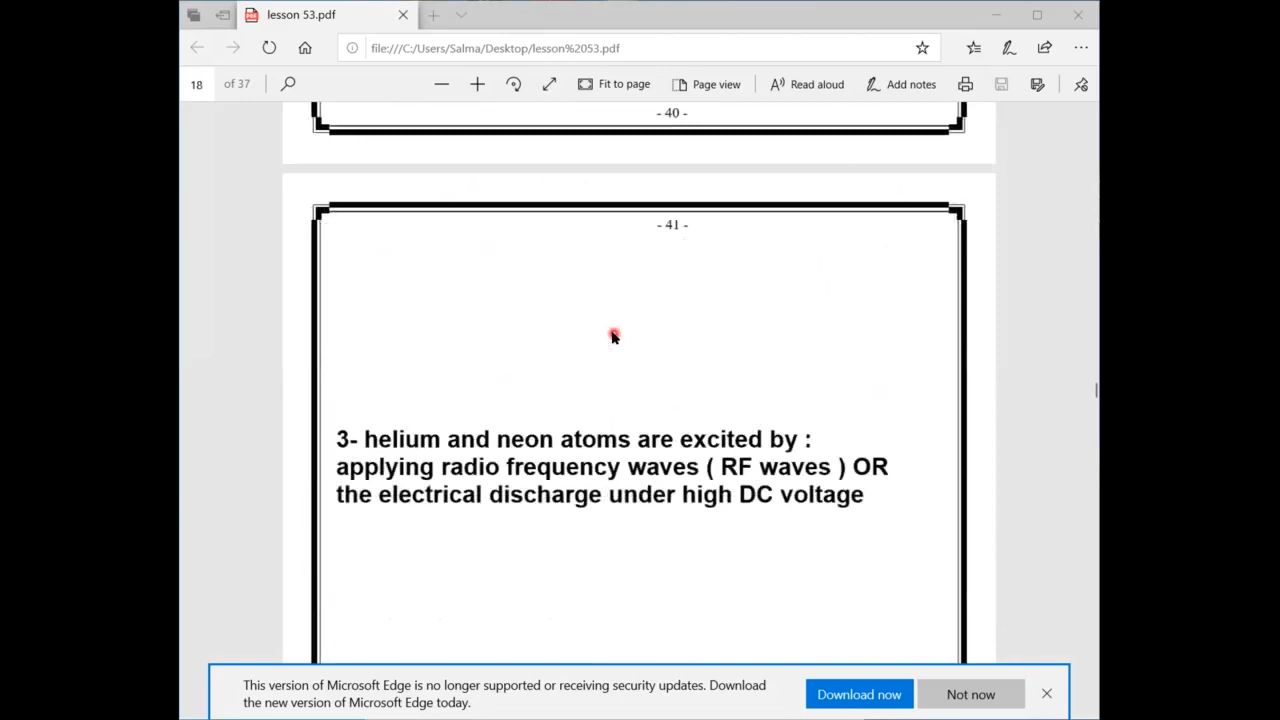 lesson 53.pdf
file:///C:/Users/Salma/Desktop/lesson%2053.pdf
18 of 37 Fit to page Page view Read aloud Add notes
- 40 -
- 41 -
3- helium and neon atoms are excited by :
applying radio frequency waves ( RF waves ) OR
the electrical discharge under high DC voltage
This version of Microsoft Edge is no longer supported or receiving security updates. Download
the new version of Microsoft Edge today.
Download now
Not now